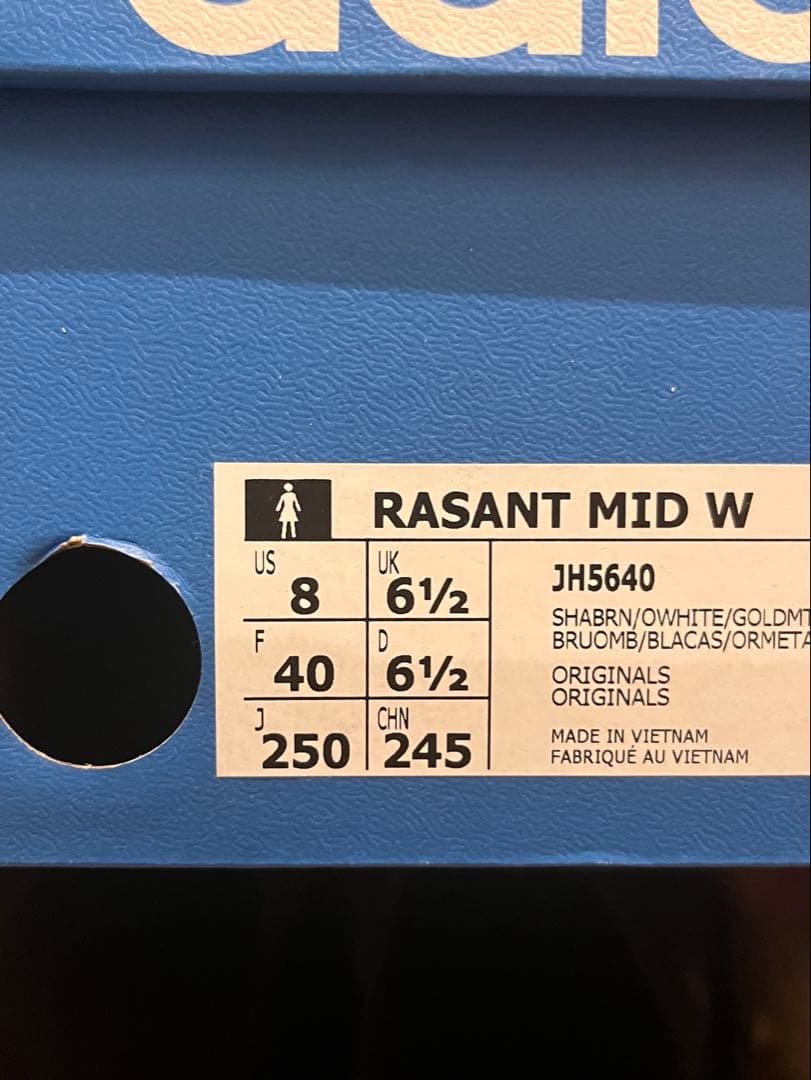 adid
RASANT MID W
US 8 UK 6½
F 40 D 6½
J 250 CHN 245
JH5640
SHABRN/OWHITE/GOLDMT
BRUOMB/BLACAS/ORMETA
ORIGINALS
ORIGINALS
MADE IN VIETNAM
FABRIQUÉ AU VIETNAM